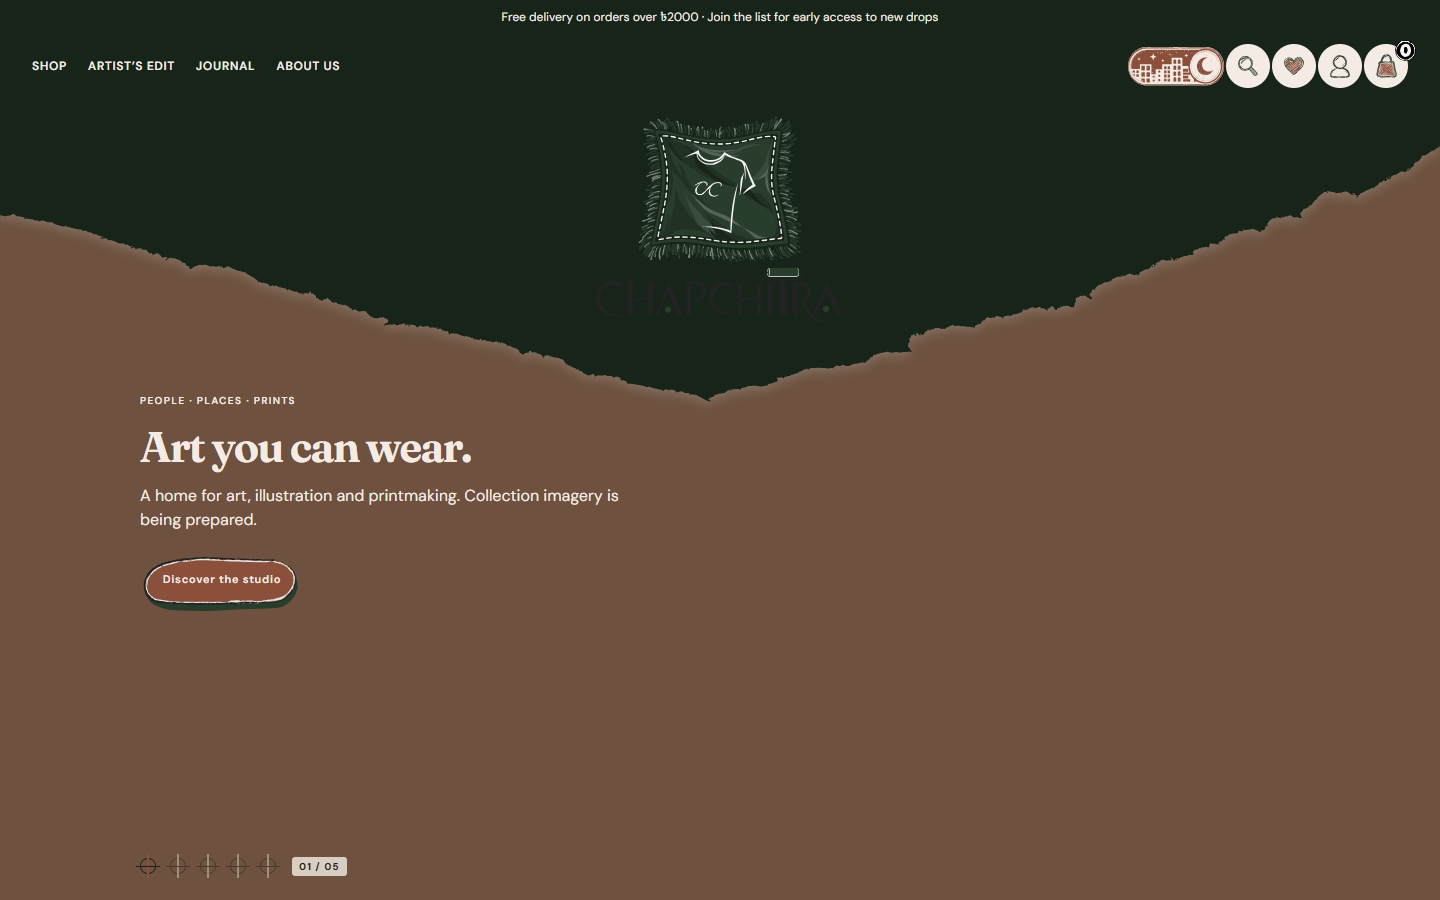 Free delivery on orders over ৳2000 · Join the list for early access to new drops
SHOP
ARTIST'S EDIT
JOURNAL
ABOUT US
0
CC
CHAPCHITRA
PEOPLE · PLACES · PRINTS
Art you can wear.
A home for art, illustration and printmaking. Collection imagery is
being prepared.
Discover the studio
01 / 05